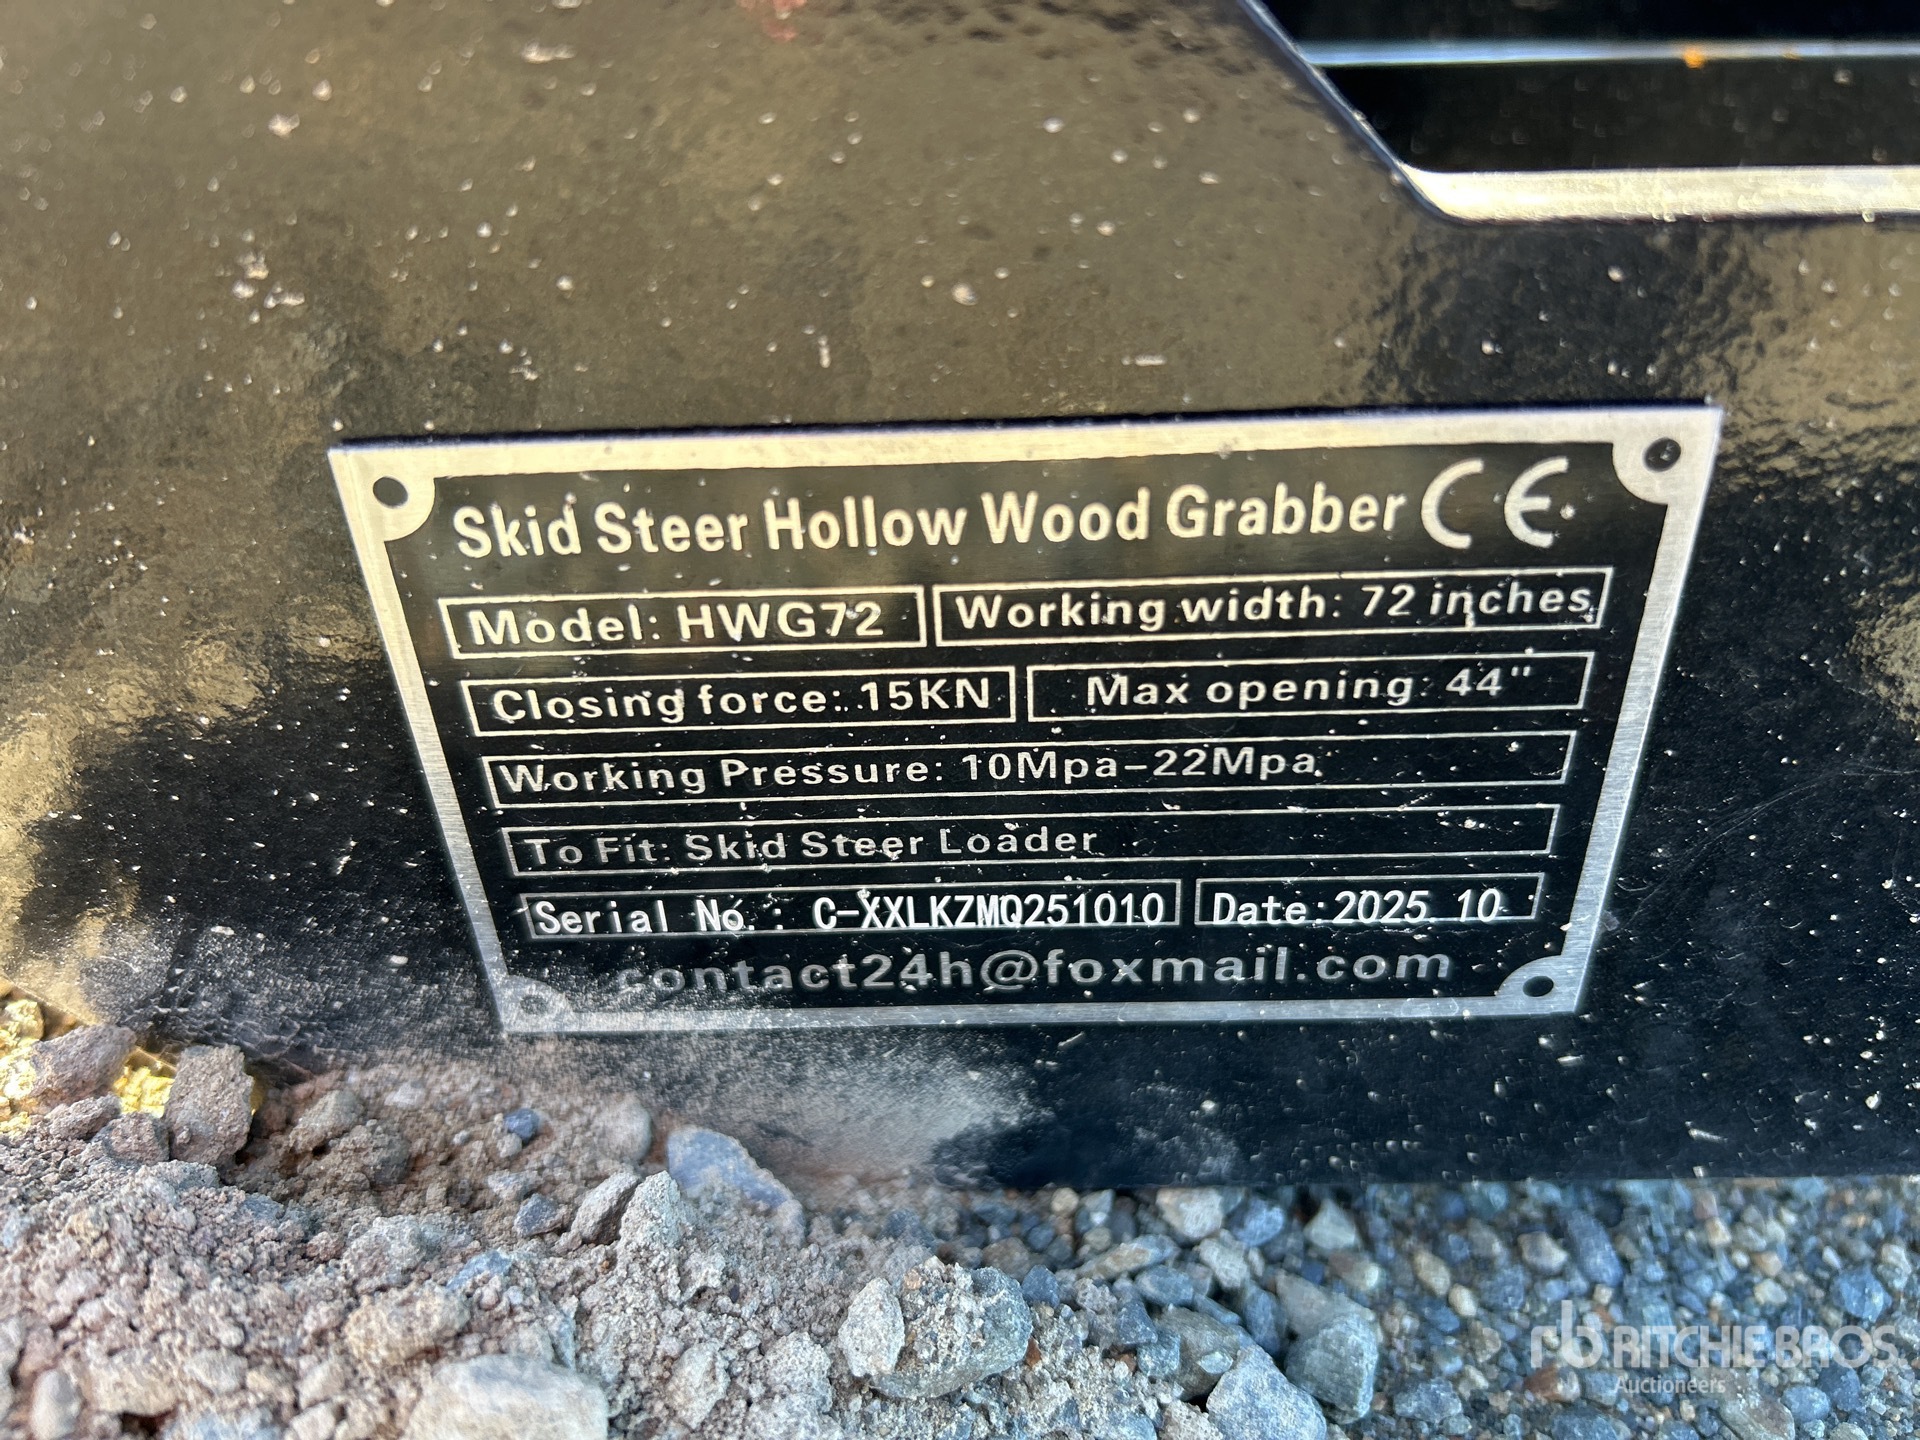 Skid Steer Hollow Wood Grabber CE
Model: HWG72 Working width: 72 inches
Closing force: 15KN Max opening: 44"
Working Pressure: 10Mpa-22Mpa
To Fit: Skid Steer Loader
Serial No.: C-XXLKZMQ251010 Date:2025.10
contact24h@foxmail.com
rb RITCHIE BROS.
Auctioneers